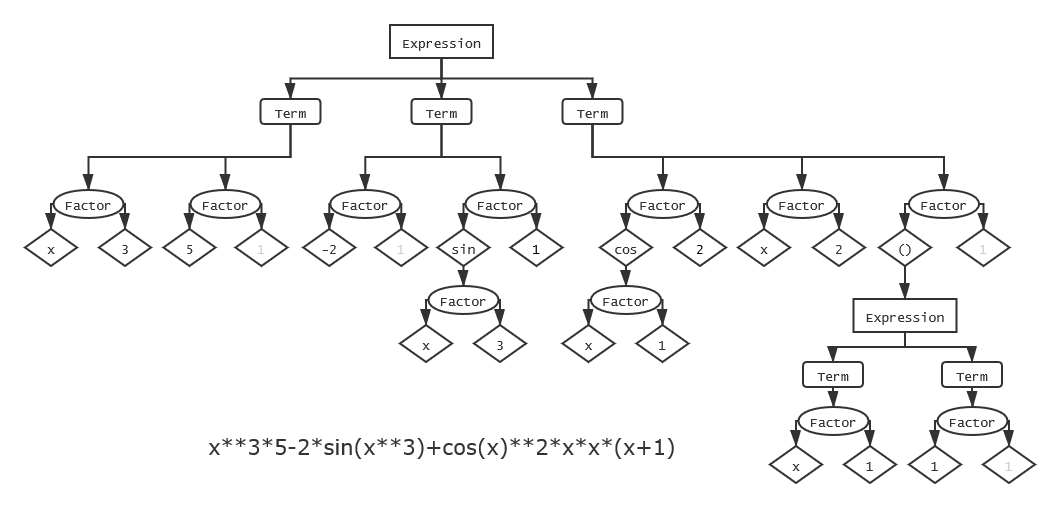 Expression
Term Term Term
Factor Factor Factor Factor Factor Factor Factor
x 3 5 1 -2 1 sin 1 cos 2 x 2 () 1
Factor Factor
Expression
x 3 x 1
Term Term
Factor Factor
x**3*5-2*sin(x**3)+cos(x)**2*x*x*(x+1)
x 1 1 1